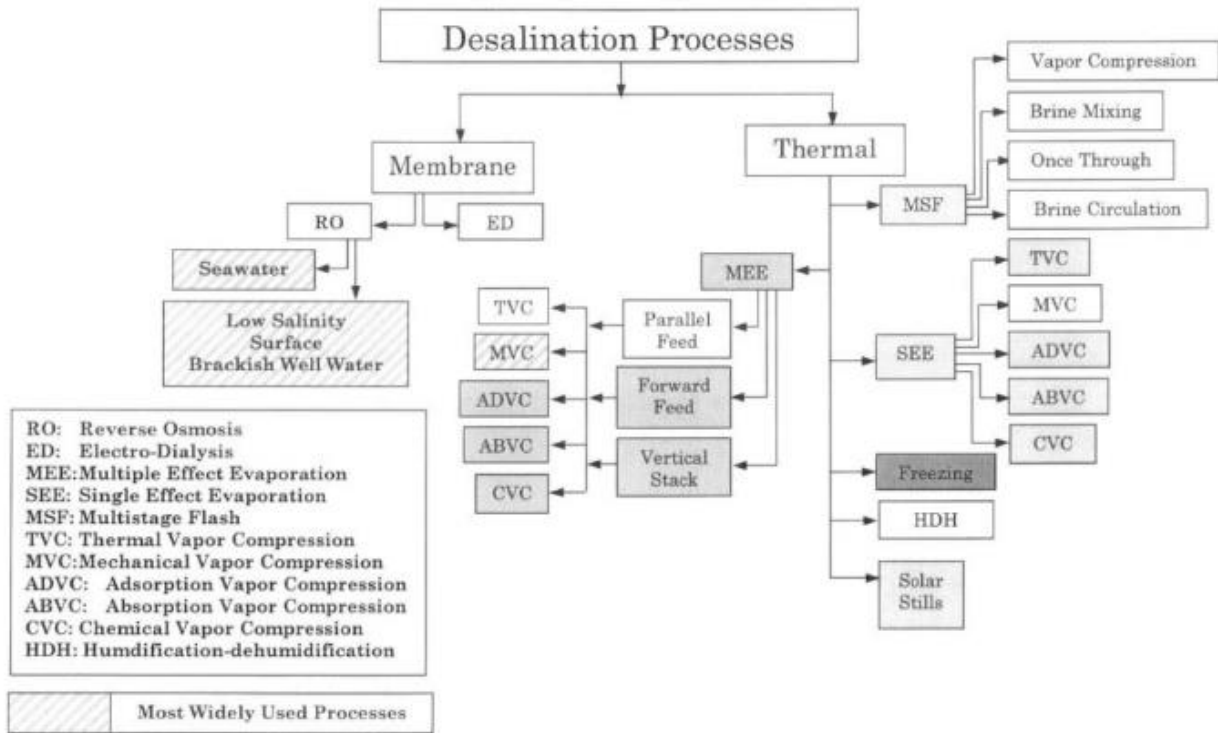 Desalination Processes
Membrane
Thermal
RO
ED
Seawater
Low Salinity
Surface
Brackish Well Water
MSF
Vapor Compression
Brine Mixing
Once Through
Brine Circulation
MEE
Parallel
Feed
Forward
Feed
Vertical
Stack
TVC
MVC
ADVC
ABVC
CVC
SEE
TVC
MVC
ADVC
ABVC
CVC
Freezing
HDH
Solar
Stills
RO: Reverse Osmosis
ED: Electro-Dialysis
MEE:Multiple Effect Evaporation
SEE: Single Effect Evaporation
MSF: Multistage Flash
TVC: Thermal Vapor Compression
MVC:Mechanical Vapor Compression
ADVC: Adsorption Vapor Compression
ABVC: Absorption Vapor Compression
CVC: Chemical Vapor Compression
HDH: Humdification-dehumidification
Most Widely Used Processes